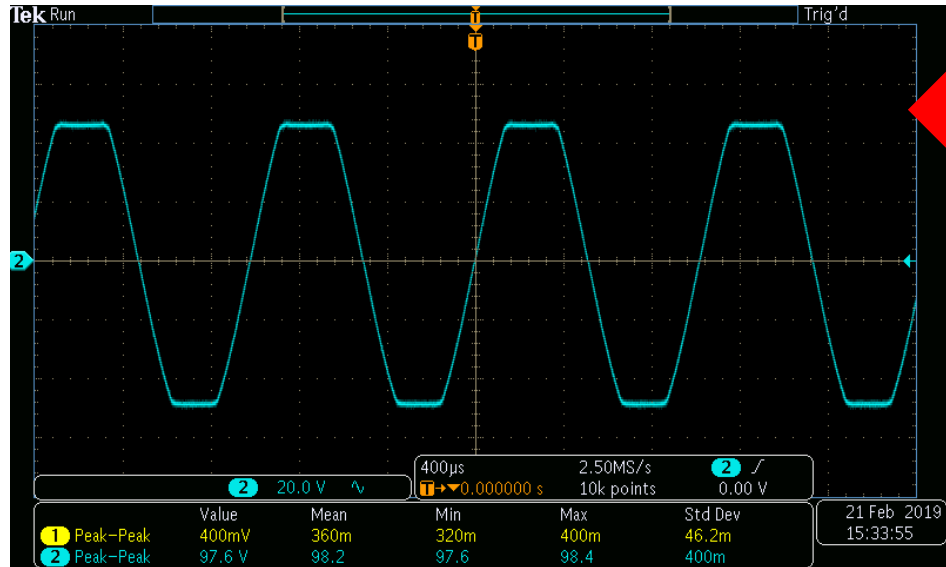 Tek Run Trig'd
T
T
2
400µs 2.50MS/s 2
2 20.0 V T→▼0.000000 s 10k points 0.00 V
Value Mean Min Max Std Dev
1 Peak-Peak 400mV 360m 320m 400m 46.2m
2 Peak-Peak 97.6 V 98.2 97.6 98.4 400m
21 Feb 2019
15:33:55